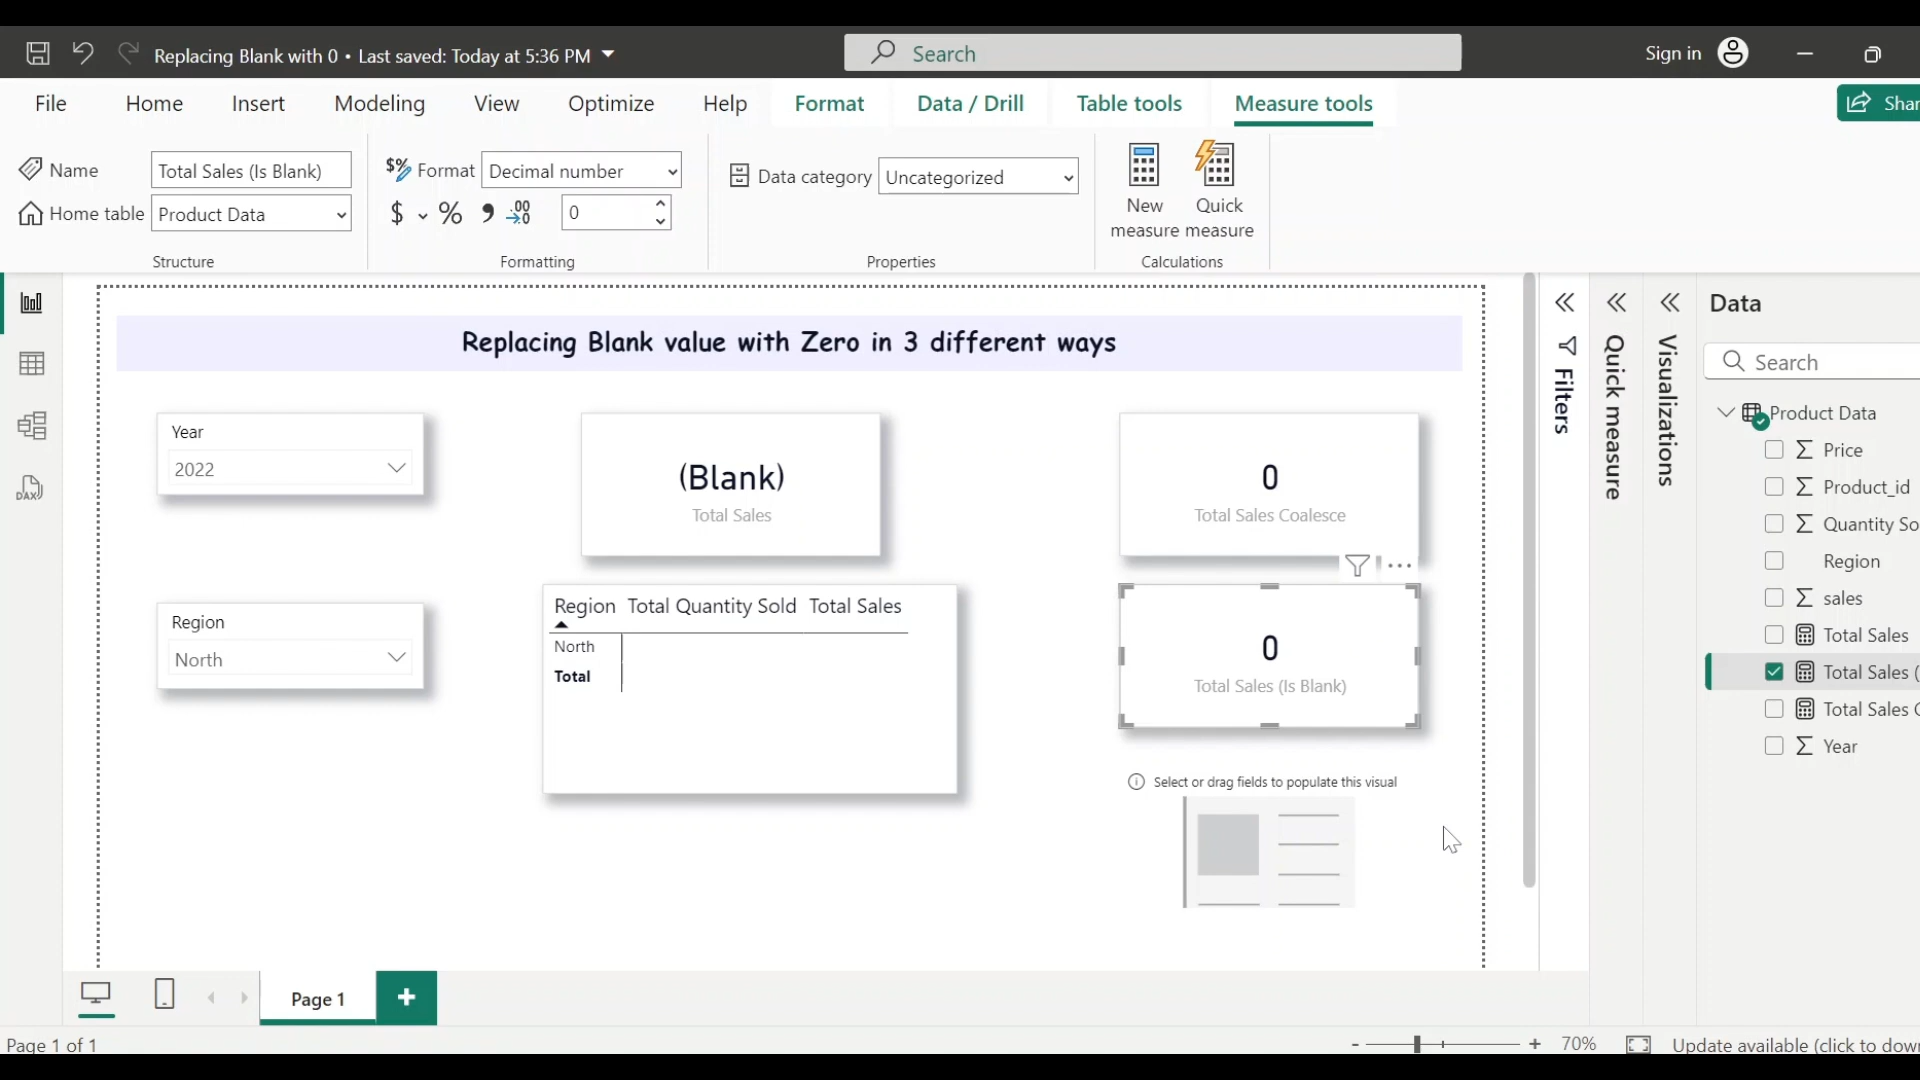 Replacing Blank with 0 • Last saved: Today at 5:36 PM
Search
Sign in
File Home Insert Modeling View Optimize Help Format Data / Drill Table tools Measure tools
Shar
Name Total Sales (Is Blank)
Home table Product Data
Structure
$% Format Decimal number
$ % 9 .00 0
Formatting
Data category Uncategorized
Properties
New measure
Quick measure
Calculations
Replacing Blank value with Zero in 3 different ways
Year
2022
(Blank)
Total Sales
0
Total Sales Coalesce
Region
North
Region Total Quantity Sold Total Sales
North
Total
0
Total Sales (Is Blank)
Select or drag fields to populate this visual
DAX
Filters
Quick measure
Visualizations
Data
Search
Product Data
Price
Product_id
Quantity So
Region
sales
Total Sales
Total Sales (
Total Sales C
Year
Page 1
+
Page 1 of 1
- + 70%
Update available (click to dow